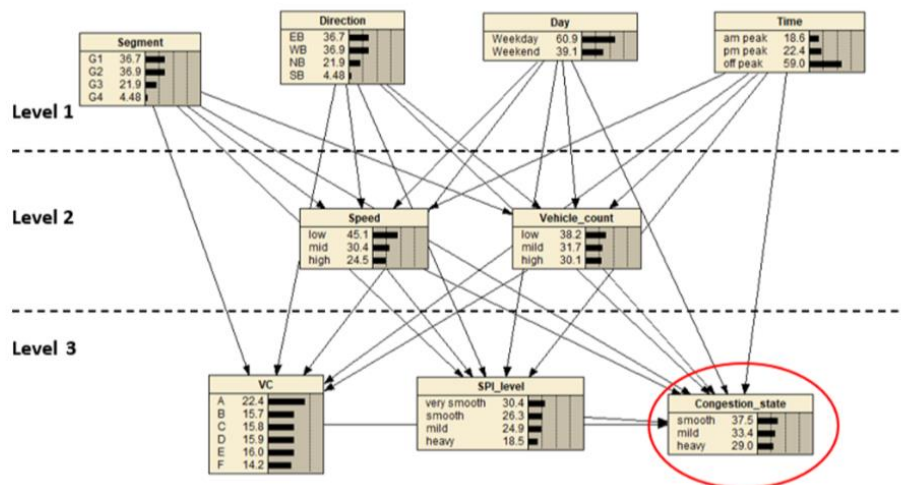 Segment
G1 36.7
G2 36.9
G3 21.9
G4 4.48
Direction
EB 36.7
WB 36.9
NB 21.9
SB 4.48
Day
Weekday 60.9
Weekend 39.1
Time
am peak 18.6
pm peak 22.4
off peak 59.0
Level 1
Level 2
Speed
low 45.1
mid 30.4
high 24.5
Vehicle_count
low 38.2
mild 31.7
high 30.1
Level 3
VC
A 22.4
B 15.7
C 15.8
D 15.9
E 16.0
F 14.2
SPI_level
very smooth 30.4
smooth 26.3
mild 24.9
heavy 18.5
Congestion_state
smooth 37.5
mild 33.4
heavy 29.0